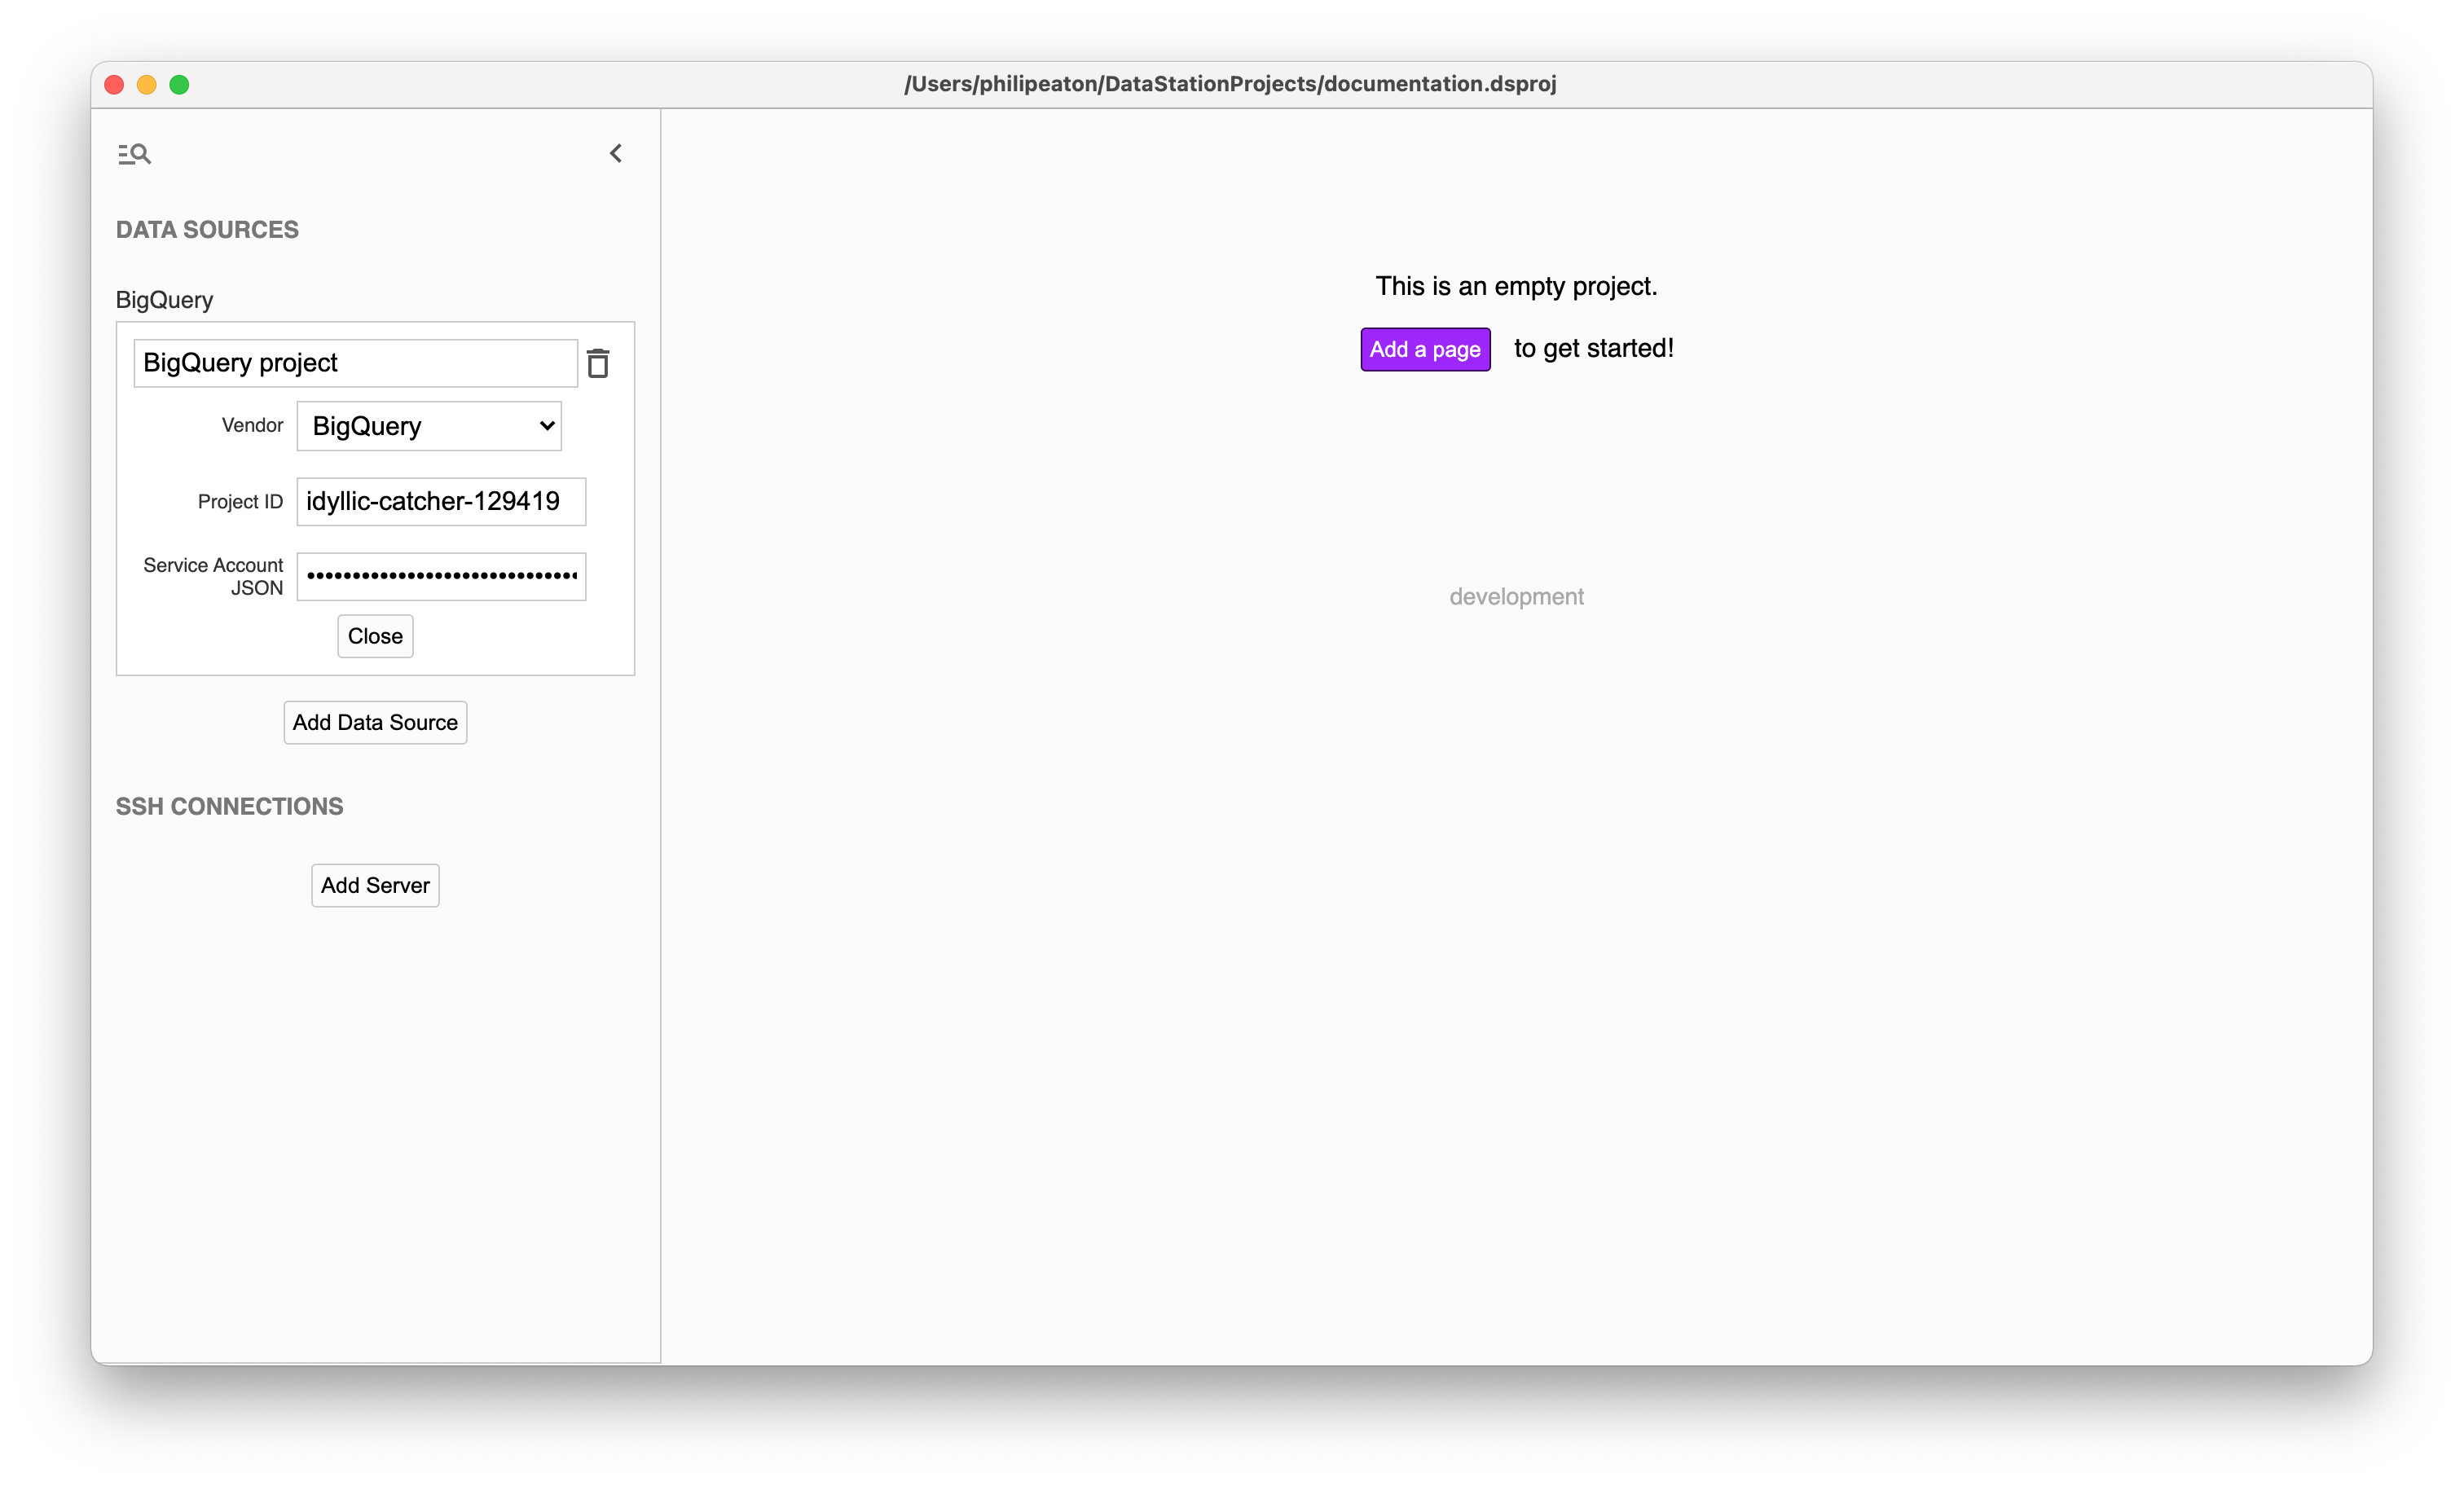 /Users/philipeaton/DataStationProjects/documentation.dsproj
DATA SOURCES
BigQuery
BigQuery project
Vendor
BigQuery
Project ID
idyllic-catcher-129419
Service Account
JSON
Close
Add Data Source
SSH CONNECTIONS
Add Server
This is an empty project.
Add a page to get started!
development